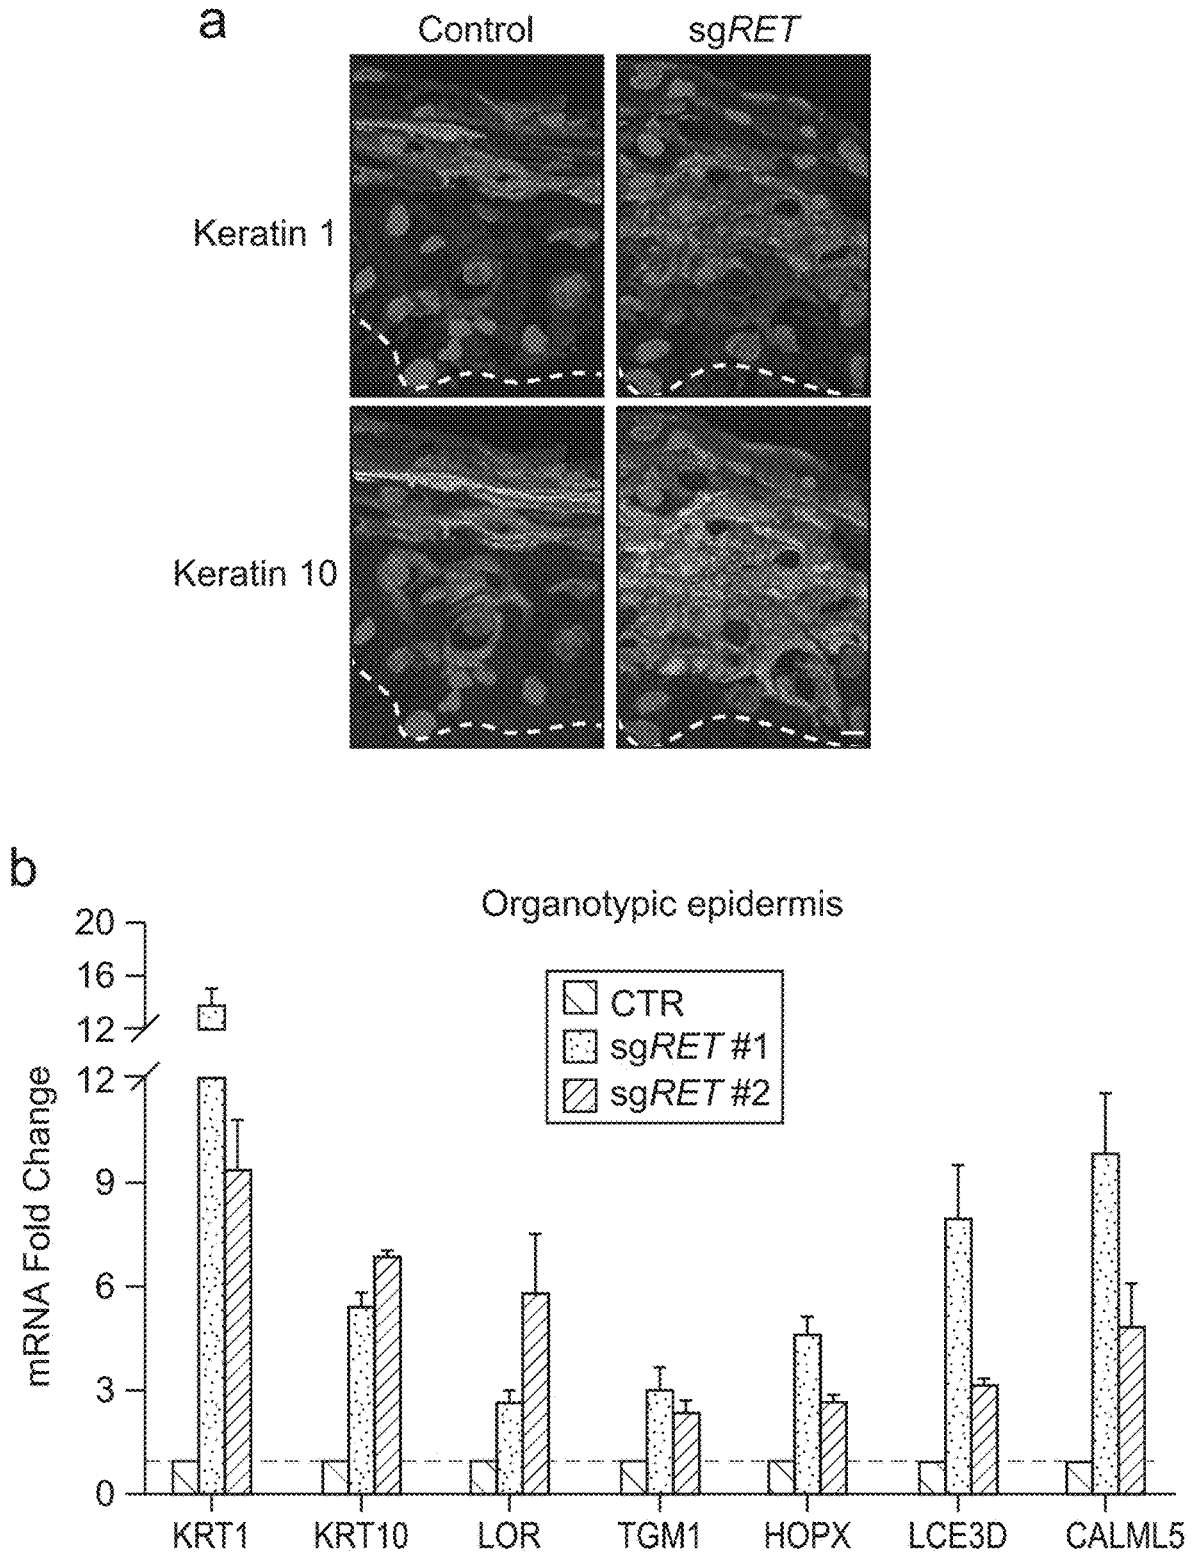 a
Control sgRET
Keratin 1
Keratin 10
b
Organotypic epidermis
20
16
12
12
9
6
3
0
mRNA Fold Change
CTR
sgRET #1
sgRET #2
KRT1 KRT10 LOR TGM1 HOPX LCE3D CALML5